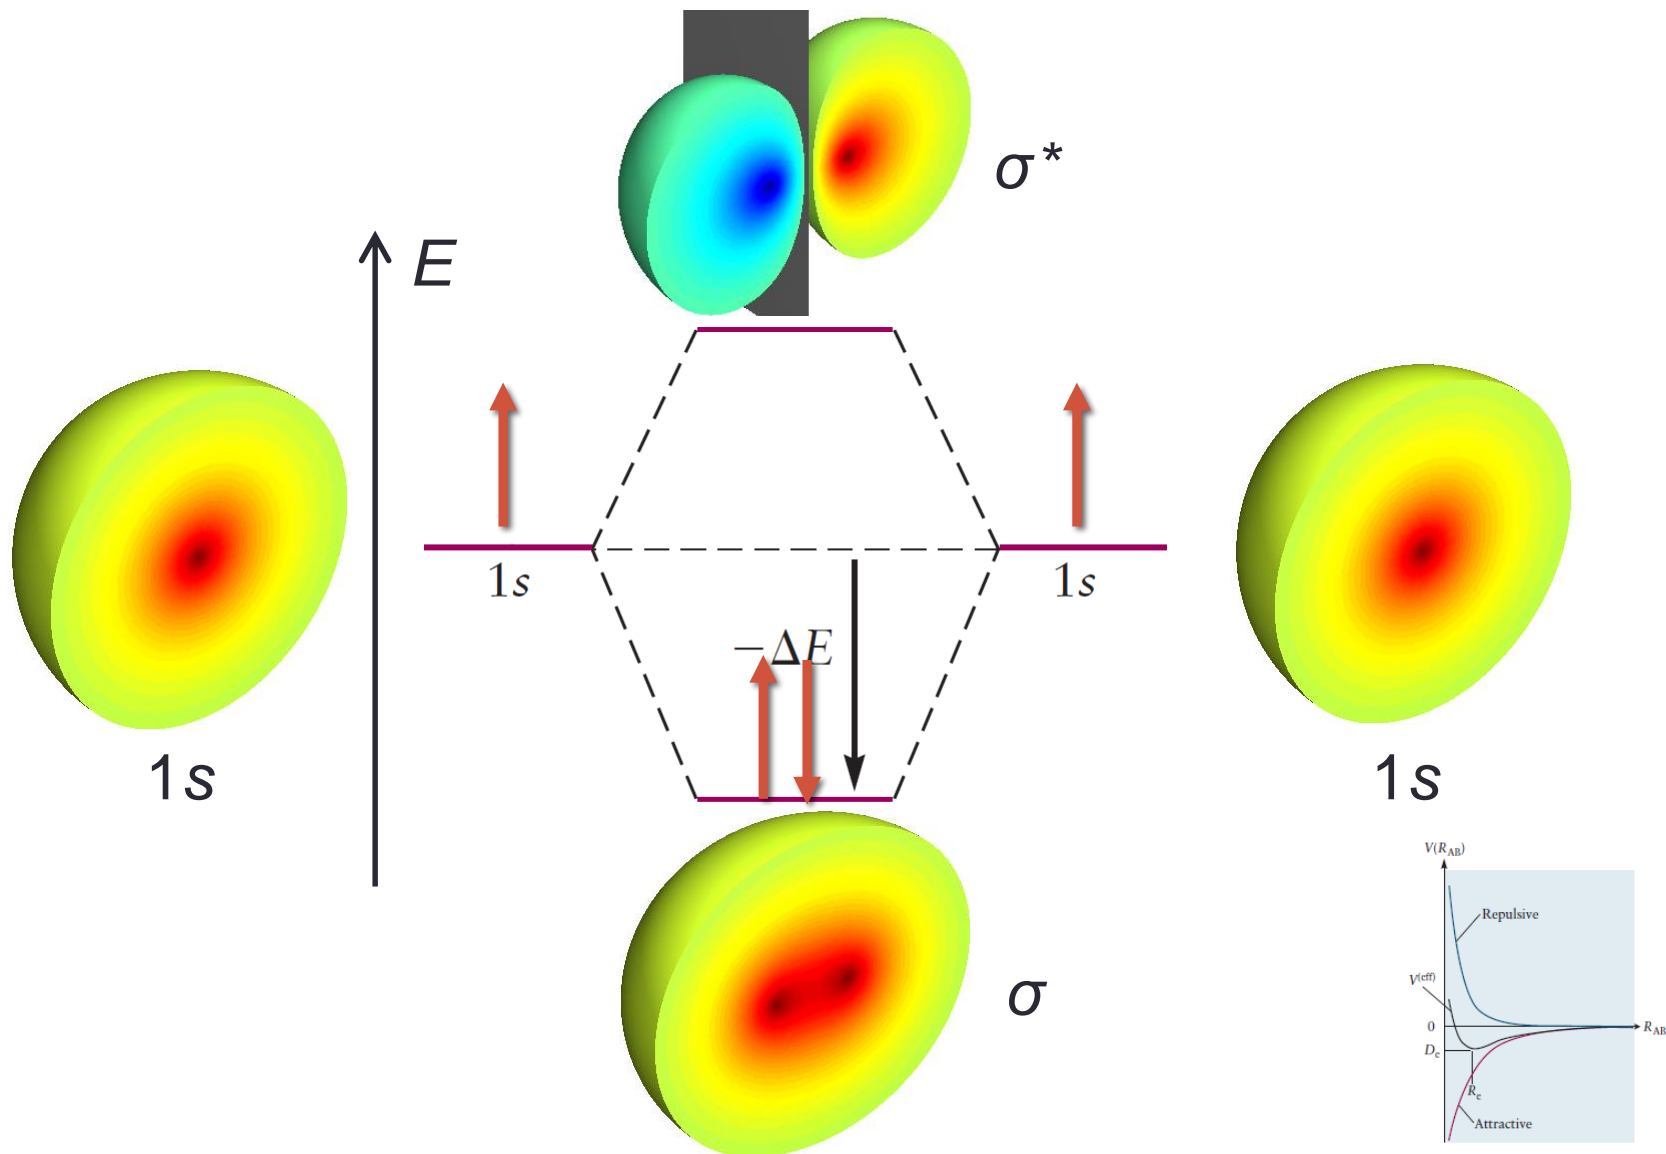 σ*
E
1s
1s
−ΔE
1s
1s
σ
V(R_AB)
Repulsive
V^(eff)
0
R_AB
D_e
R_e
Attractive